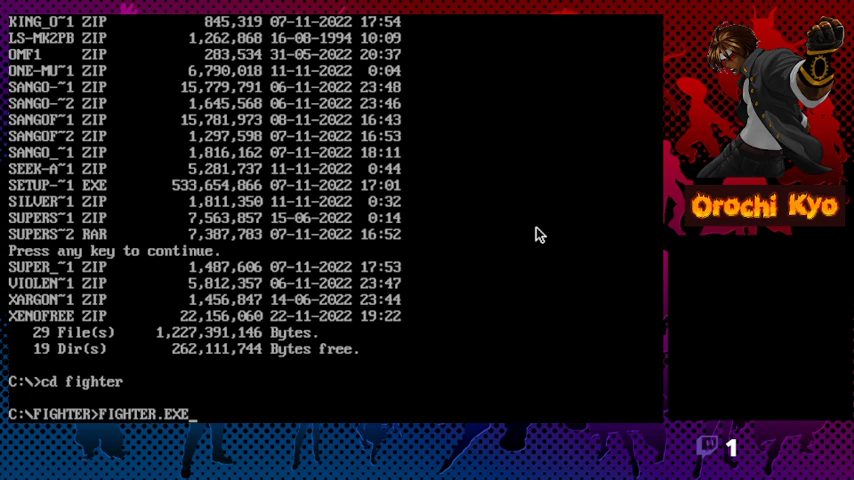 KING_O~1 ZIP 845,319 07-11-2022 17:54
LS-MK2PB ZIP 1,262,868 16-08-1994 10:09
OMF1 ZIP 283,534 31-05-2022 20:37
ONE-MU~1 ZIP 6,790,018 11-11-2022 0:04
SANGO-~1 ZIP 15,779,791 06-11-2022 23:48
SANGO-~2 ZIP 1,645,568 06-11-2022 23:46
SANGOF~1 ZIP 15,781,973 08-11-2022 16:43
SANGOF~2 ZIP 1,297,598 07-11-2022 16:53
SANGO_~1 ZIP 1,816,162 07-11-2022 18:11
SEEK-A~1 ZIP 5,281,737 11-11-2022 0:44
SETUP-~1 EXE 533,654,866 07-11-2022 17:01
SILVER~1 ZIP 1,811,350 11-11-2022 0:32
SUPERS~1 ZIP 7,563,857 15-06-2022 0:14
SUPERS~2 RAR 7,387,783 07-11-2022 16:52
Press any key to continue.
SUPER_~1 ZIP 1,487,606 07-11-2022 17:53
VIOLEN~1 ZIP 5,812,357 06-11-2022 23:47
XARGON~1 ZIP 1,456,847 14-06-2022 23:44
XENOFREE ZIP 22,156,060 22-11-2022 19:22
29 File(s) 1,227,391,146 Bytes.
19 Dir(s) 262,111,744 Bytes free.
C:\>cd fighter
C:\FIGHTER>FIGHTER.EXE_
Orochi Kyo
1